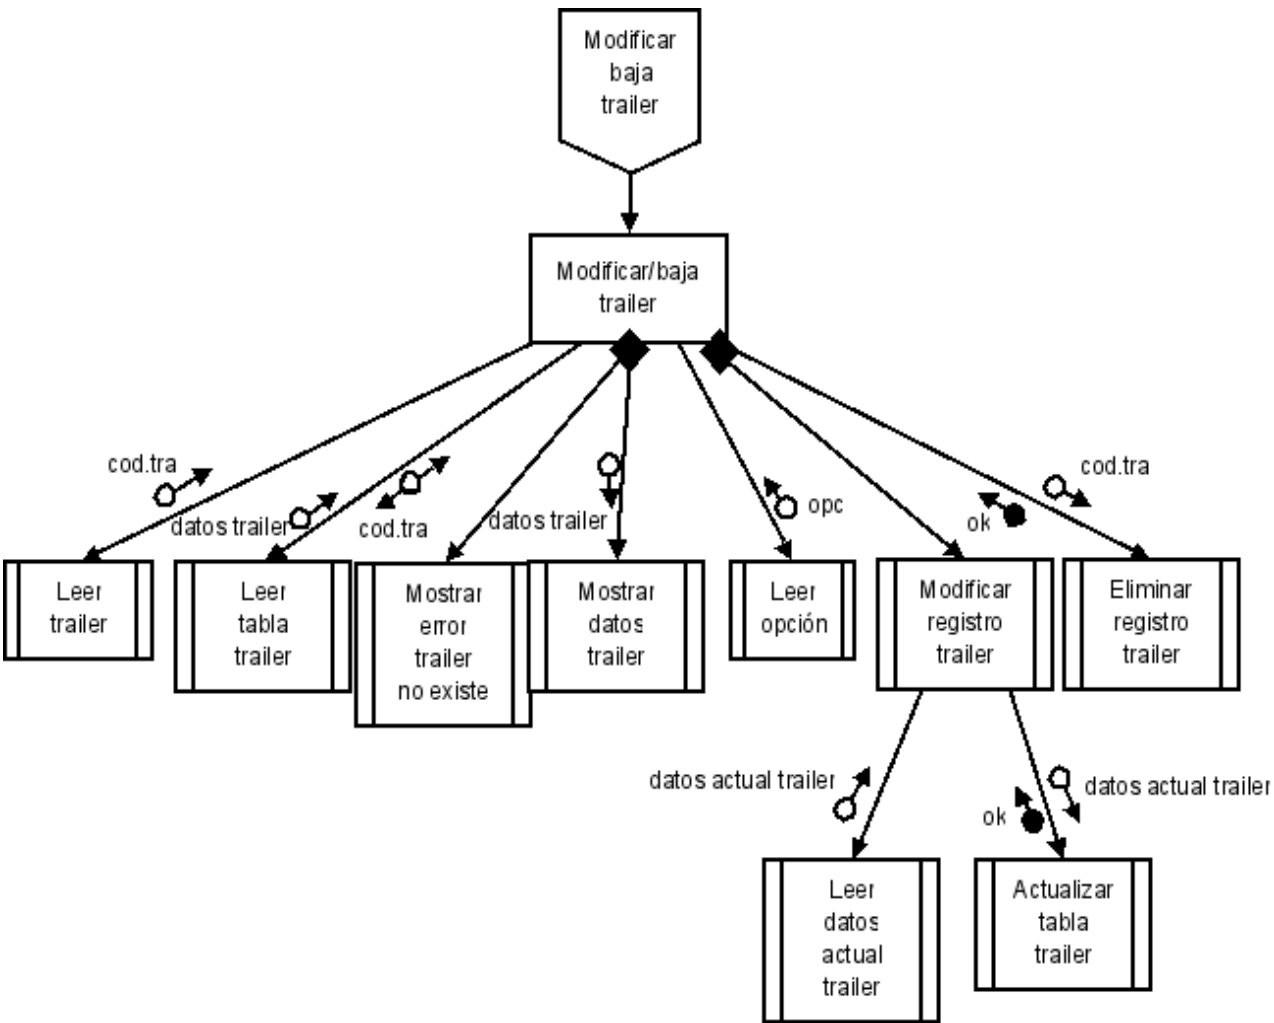 Modificar
baja
trailer
Modificar/baja
trailer
cod.tra
datos trailer
cod.tra
datos trailer
opc
ok
cod.tra
Leer
trailer
Leer
tabla
trailer
Mostrar
error
trailer
no existe
Mostrar
datos
trailer
Leer
opción
Modificar
registro
trailer
Eliminar
registro
trailer
datos actual trailer
ok
datos actual trailer
Leer
datos
actual
trailer
Actualizar
tabla
trailer